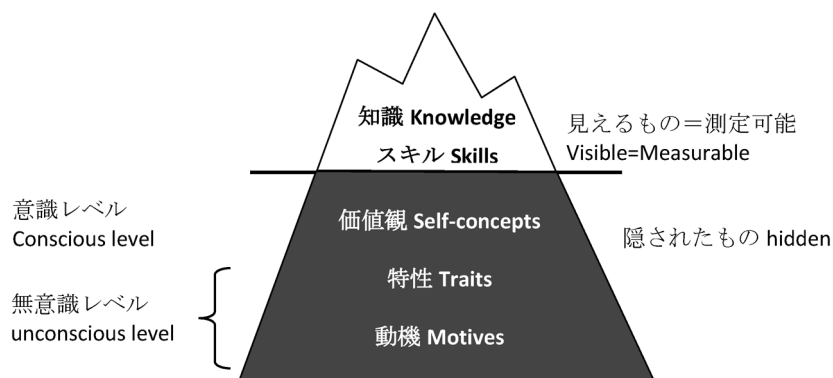 知識 Knowledge
スキル Skills
見えるもの＝測定可能
Visible=Measurable
意識レベル
Conscious level
価値観 Self-concepts
隠されたもの hidden
特性 Traits
無意識レベル
unconscious level
動機 Motives